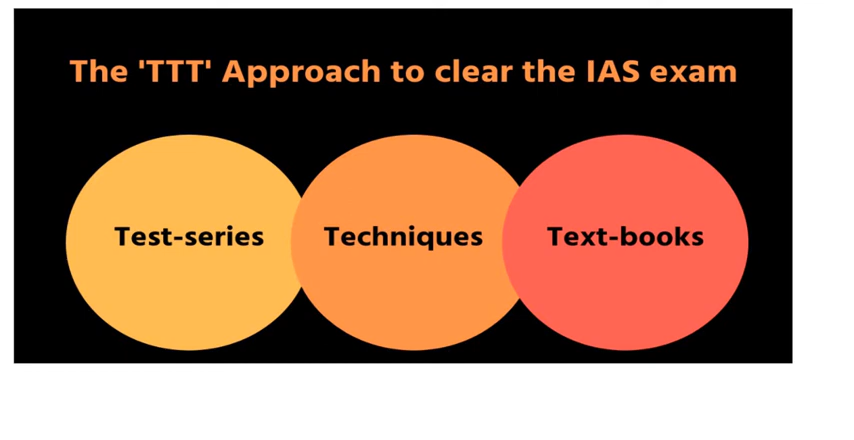 The 'TTT' Approach to clear the IAS exam
Test-series Techniques Text-books